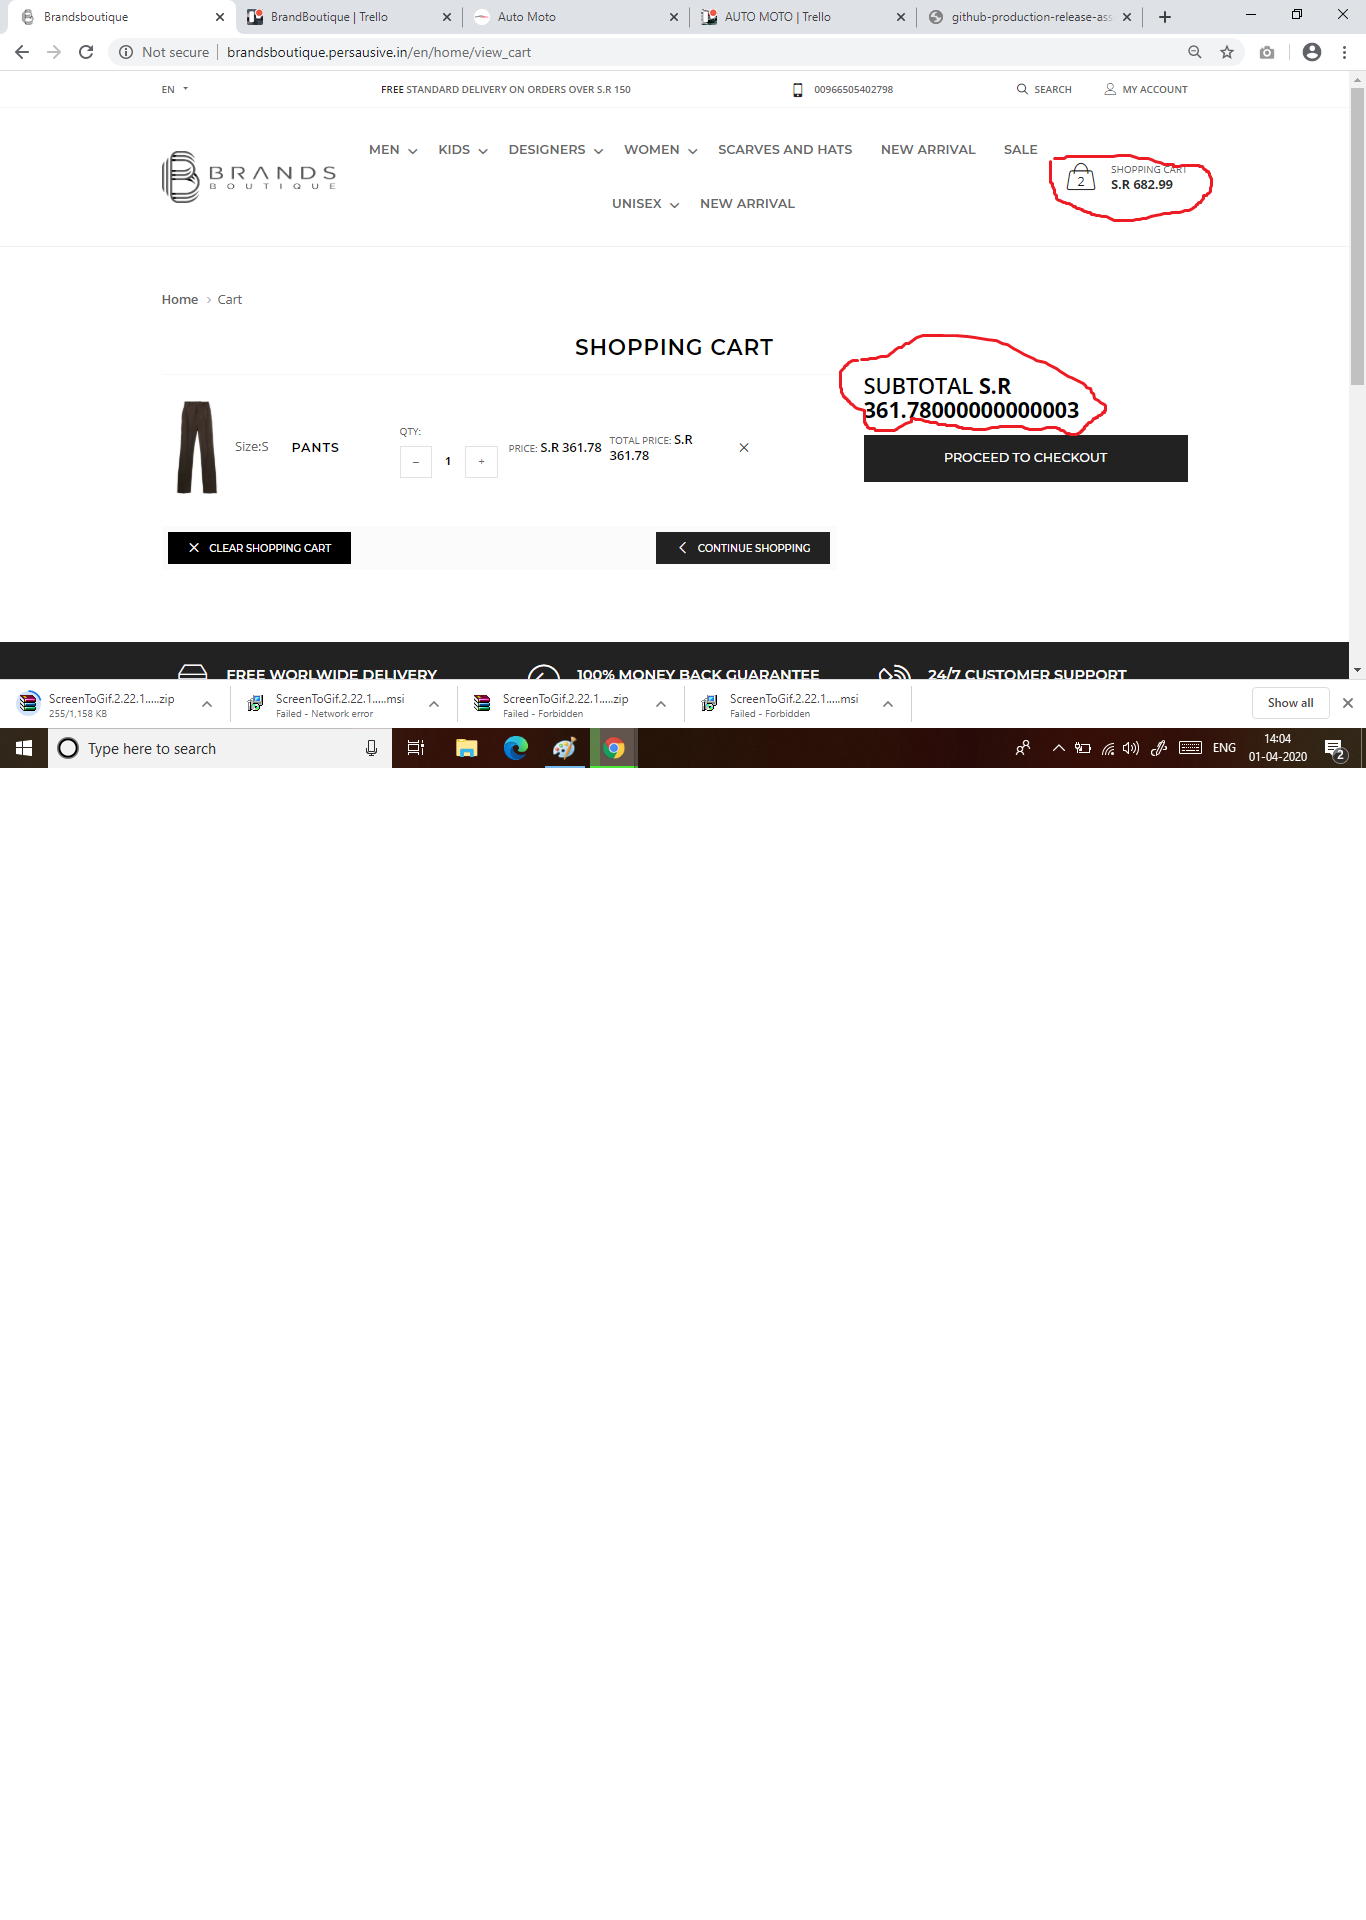 Brandsboutique
BrandBoutique | Trello
Auto Moto
AUTO MOTO | Trello
github-production-release-ass
Not secure
brandsboutique.persausive.in/en/home/view_cart
EN
FREE STANDARD DELIVERY ON ORDERS OVER S.R 150
00966505402798
SEARCH
MY ACCOUNT
MEN
KIDS
DESIGNERS
WOMEN
SCARVES AND HATS
NEW ARRIVAL
SALE
BRANDS
BOUTIQUE
2
SHOPPING CART
S.R 682.99
UNISEX
NEW ARRIVAL
Home › Cart
SHOPPING CART
SUBTOTAL S.R
361.78000000000003
Size:S
PANTS
QTY:
− 1 +
PRICE: S.R 361.78
TOTAL PRICE: S.R
361.78
PROCEED TO CHECKOUT
CLEAR SHOPPING CART
CONTINUE SHOPPING
FREE WORLWIDE DELIVERY
100% MONEY BACK GUARANTEE
24/7 CUSTOMER SUPPORT
ScreenToGif.2.22.1.....zip
255/1,158 KB
ScreenToGif.2.22.1.....msi
Failed - Network error
ScreenToGif.2.22.1.....zip
Failed - Forbidden
ScreenToGif.2.22.1.....msi
Failed - Forbidden
Show all
Type here to search
ENG
14:04
01-04-2020
2